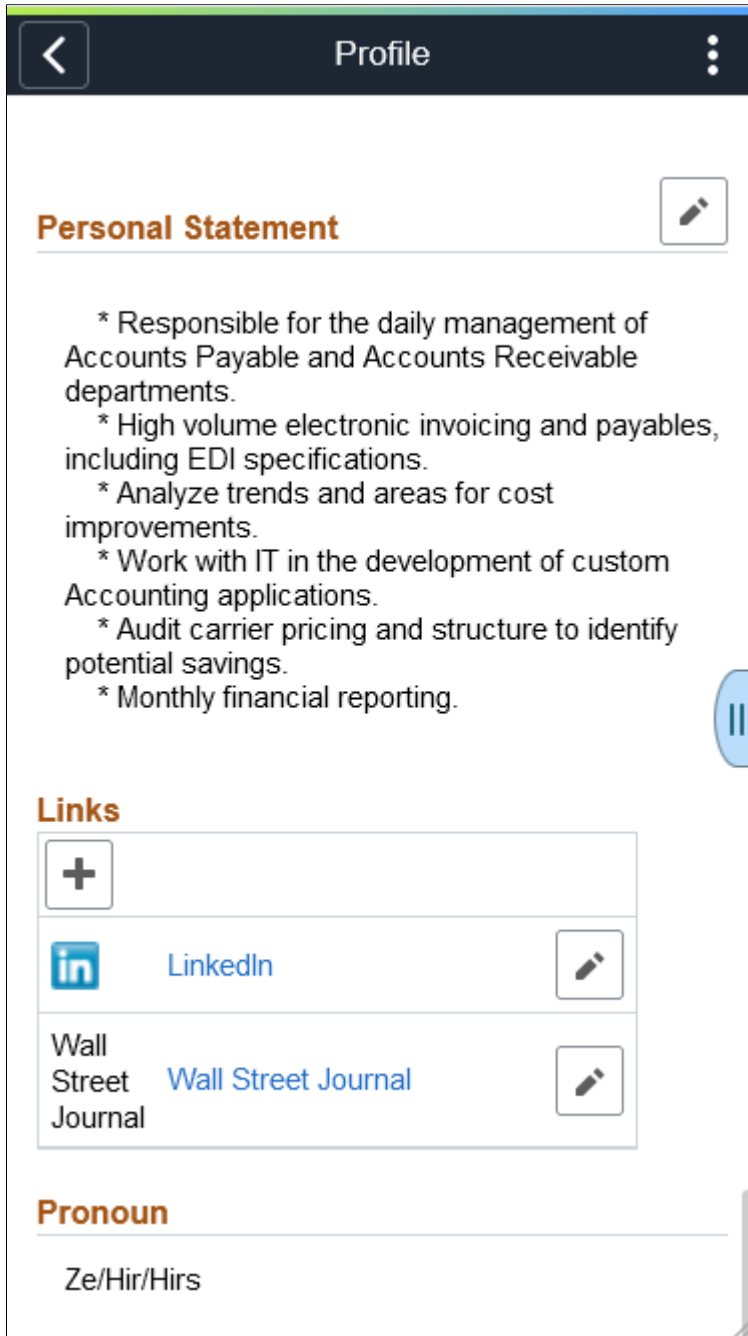 Profile
Personal Statement
* Responsible for the daily management of
Accounts Payable and Accounts Receivable
departments.
* High volume electronic invoicing and payables,
including EDI specifications.
* Analyze trends and areas for cost
improvements.
* Work with IT in the development of custom
Accounting applications.
* Audit carrier pricing and structure to identify
potential savings.
* Monthly financial reporting.
Links
in LinkedIn
Wall
Street
Journal
Wall Street Journal
Pronoun
Ze/Hir/Hirs